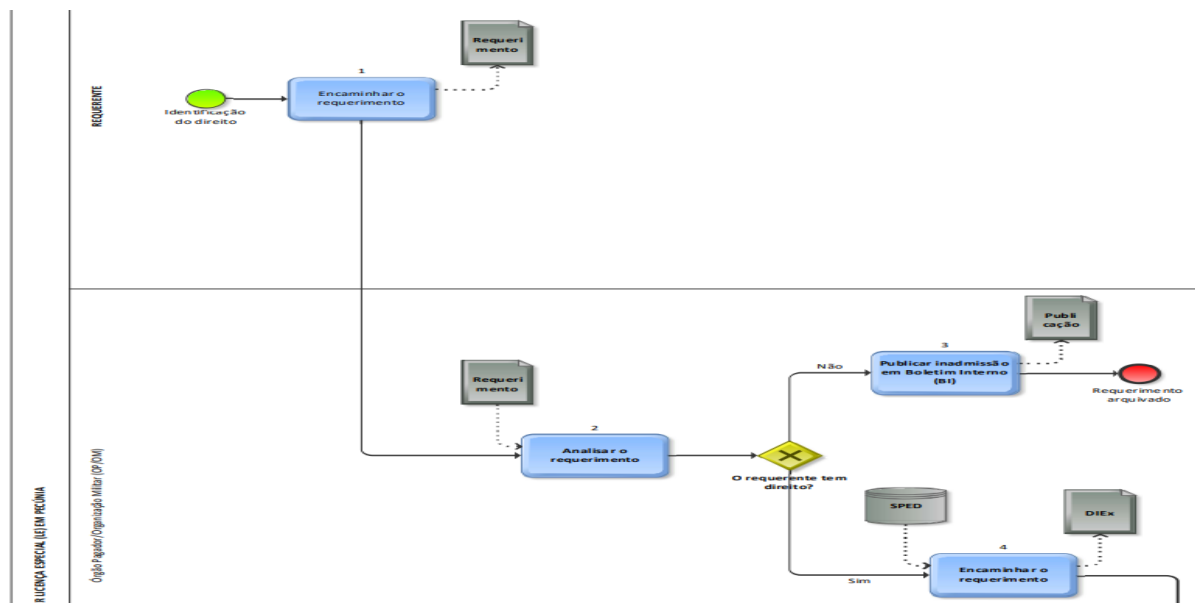 R LICENÇA ESPECIAL (LE) EM PECÚNIA
REQUERENTE
Requeri
mento
1
Encaminhar o
requerimento
Identificação
do direito
Órgão Pagador/Organização Militar (OP/OM)
Publi
cação
3
Publicar inadmissão
em Boletim Interno
(BI)
Não
Requerimento
arquivado
Requeri
mento
2
Analisar o
requerimento
O requerente tem
direito?
SPED
DIEx
4
Encaminhar o
requerimento
Sim